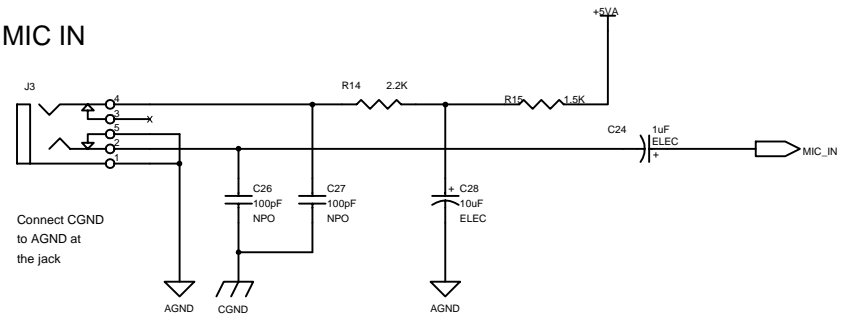 +5VA
MIC IN
J3
R14 2.2K
4
R15 1.5K
3
5
C24 1uF
ELEC
2
+
MIC_IN
1
C26
100pF
NPO
C27
100pF
NPO
+ C28
10uF
ELEC
Connect CGND
to AGND at
the jack
AGND
CGND
AGND